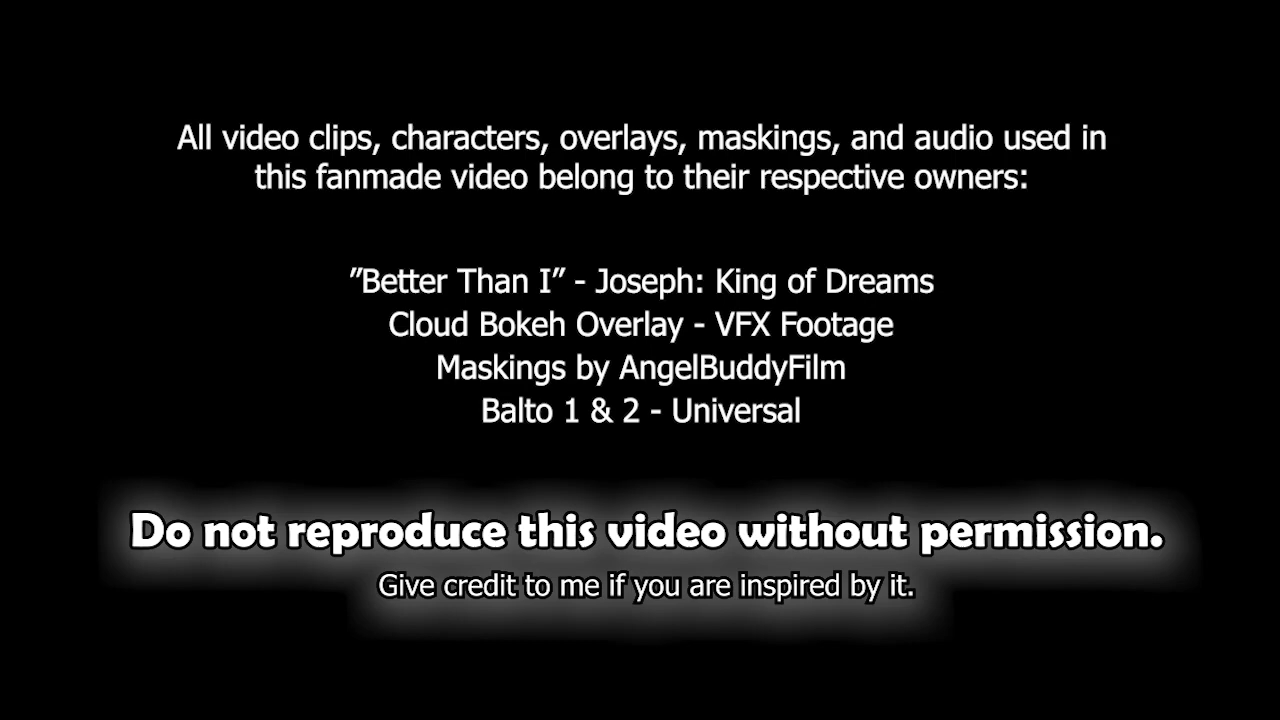 All video clips, characters, overlays, maskings, and audio used in
this fanmade video belong to their respective owners:
”Better Than I” - Joseph: King of Dreams
Cloud Bokeh Overlay - VFX Footage
Maskings by AngelBuddyFilm
Balto 1 & 2 - Universal
Do not reproduce this video without permission.
Give credit to me if you are inspired by it.